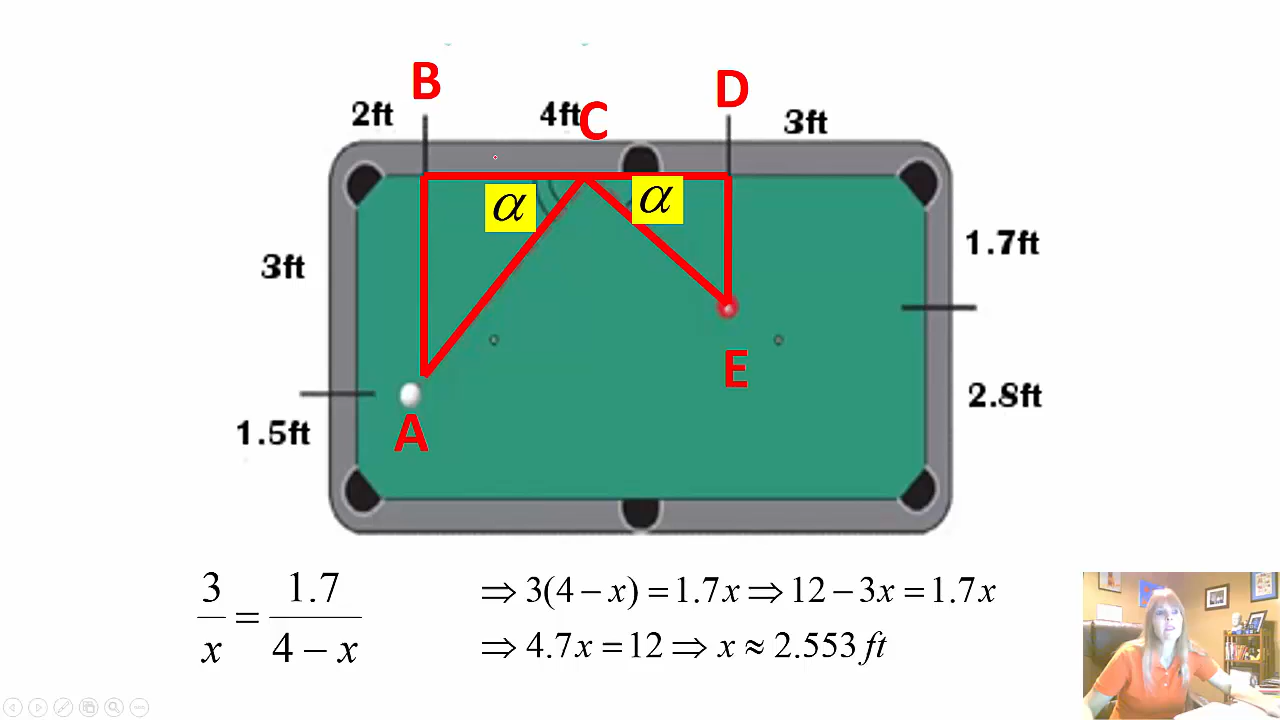 B
D
2ft
4ft
C
3ft
α
α
3ft
1.7ft
E
A
1.5ft
2.8ft
3/x = 1.7/(4 − x)
⇒ 3(4 − x) = 1.7x ⇒ 12 − 3x = 1.7x
⇒ 4.7x = 12 ⇒ x ≈ 2.553 ft